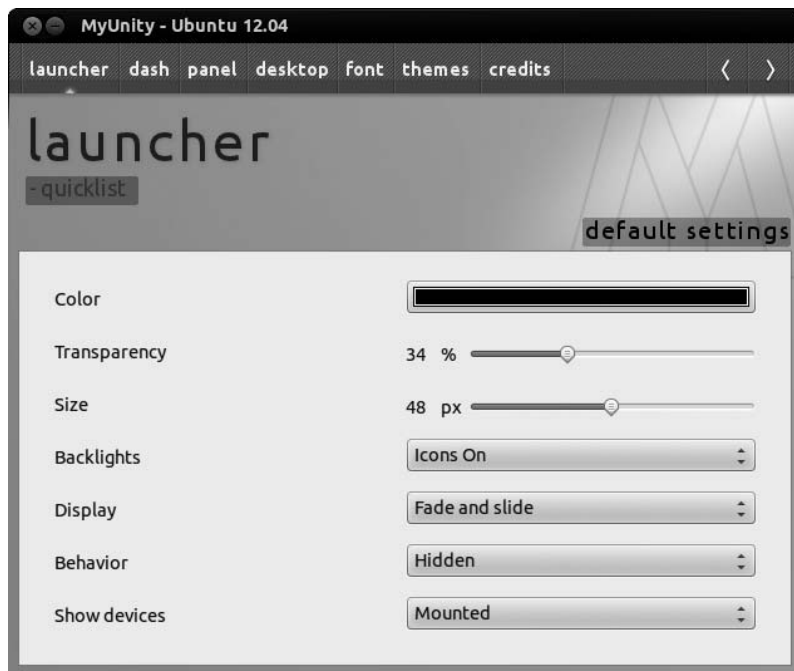 MyUnity - Ubuntu 12.04
launcher dash panel desktop font themes credits
launcher
- quicklist
default settings
Color
Transparency 34 %
Size 48 px
Backlights Icons On
Display Fade and slide
Behavior Hidden
Show devices Mounted